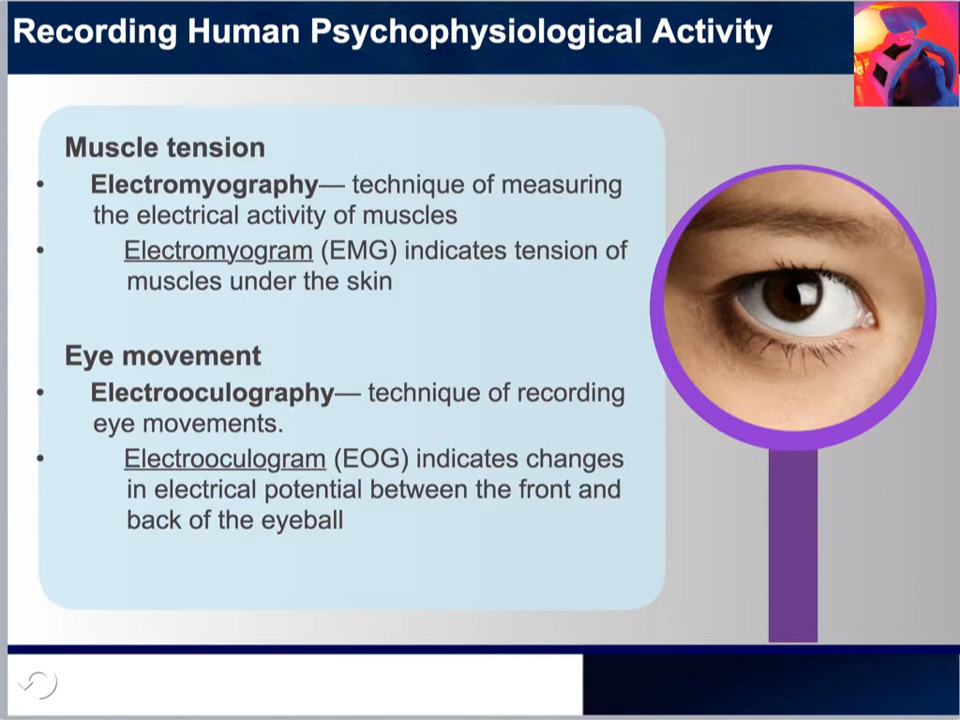 Recording Human Psychophysiological Activity
Muscle tension
• Electromyography— technique of measuring
the electrical activity of muscles
• Electromyogram (EMG) indicates tension of
muscles under the skin
Eye movement
• Electrooculography— technique of recording
eye movements.
• Electrooculogram (EOG) indicates changes
in electrical potential between the front and
back of the eyeball